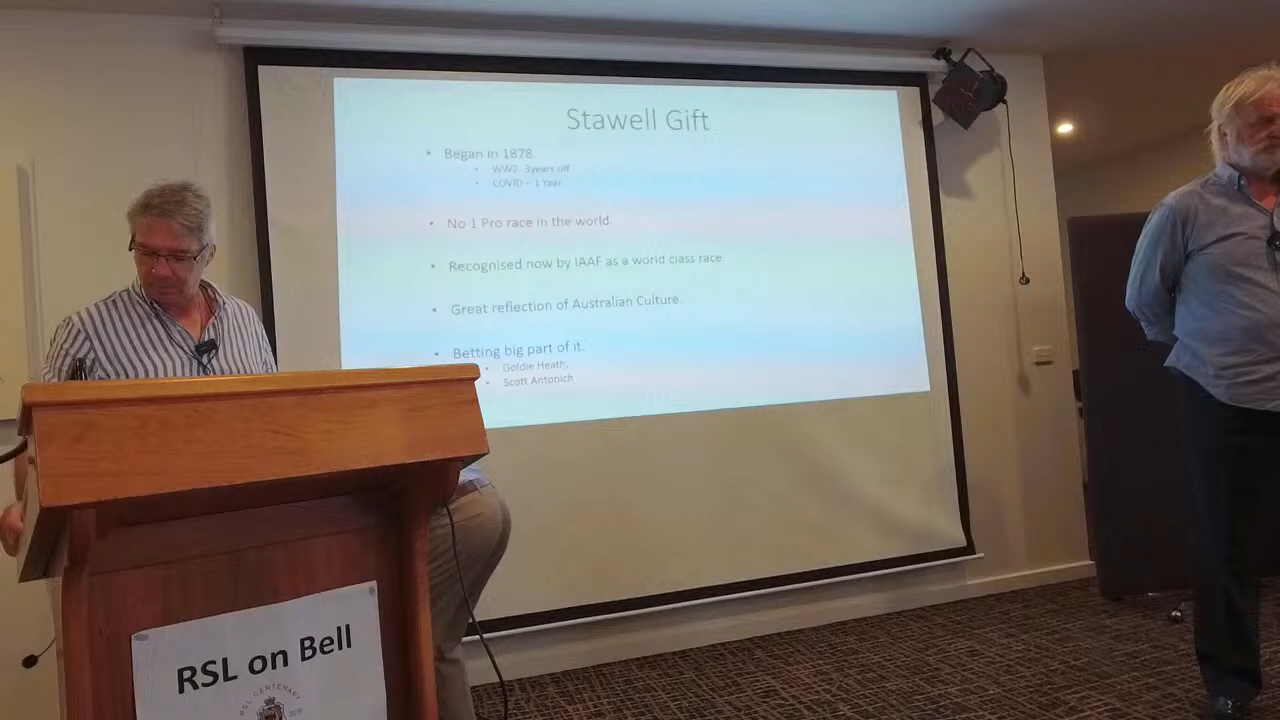 Stawell Gift
• Began in 1878.
• WW2- 3years off
• COVID – 1 Year
• No 1 Pro race in the world.
• Recognised now by IAAF as a world class race.
• Great reflection of Australian Culture.
• Betting big part of it.
• Goldie Heath,
• Scott Antonich
RSL on Bell
RSL CENTENARY